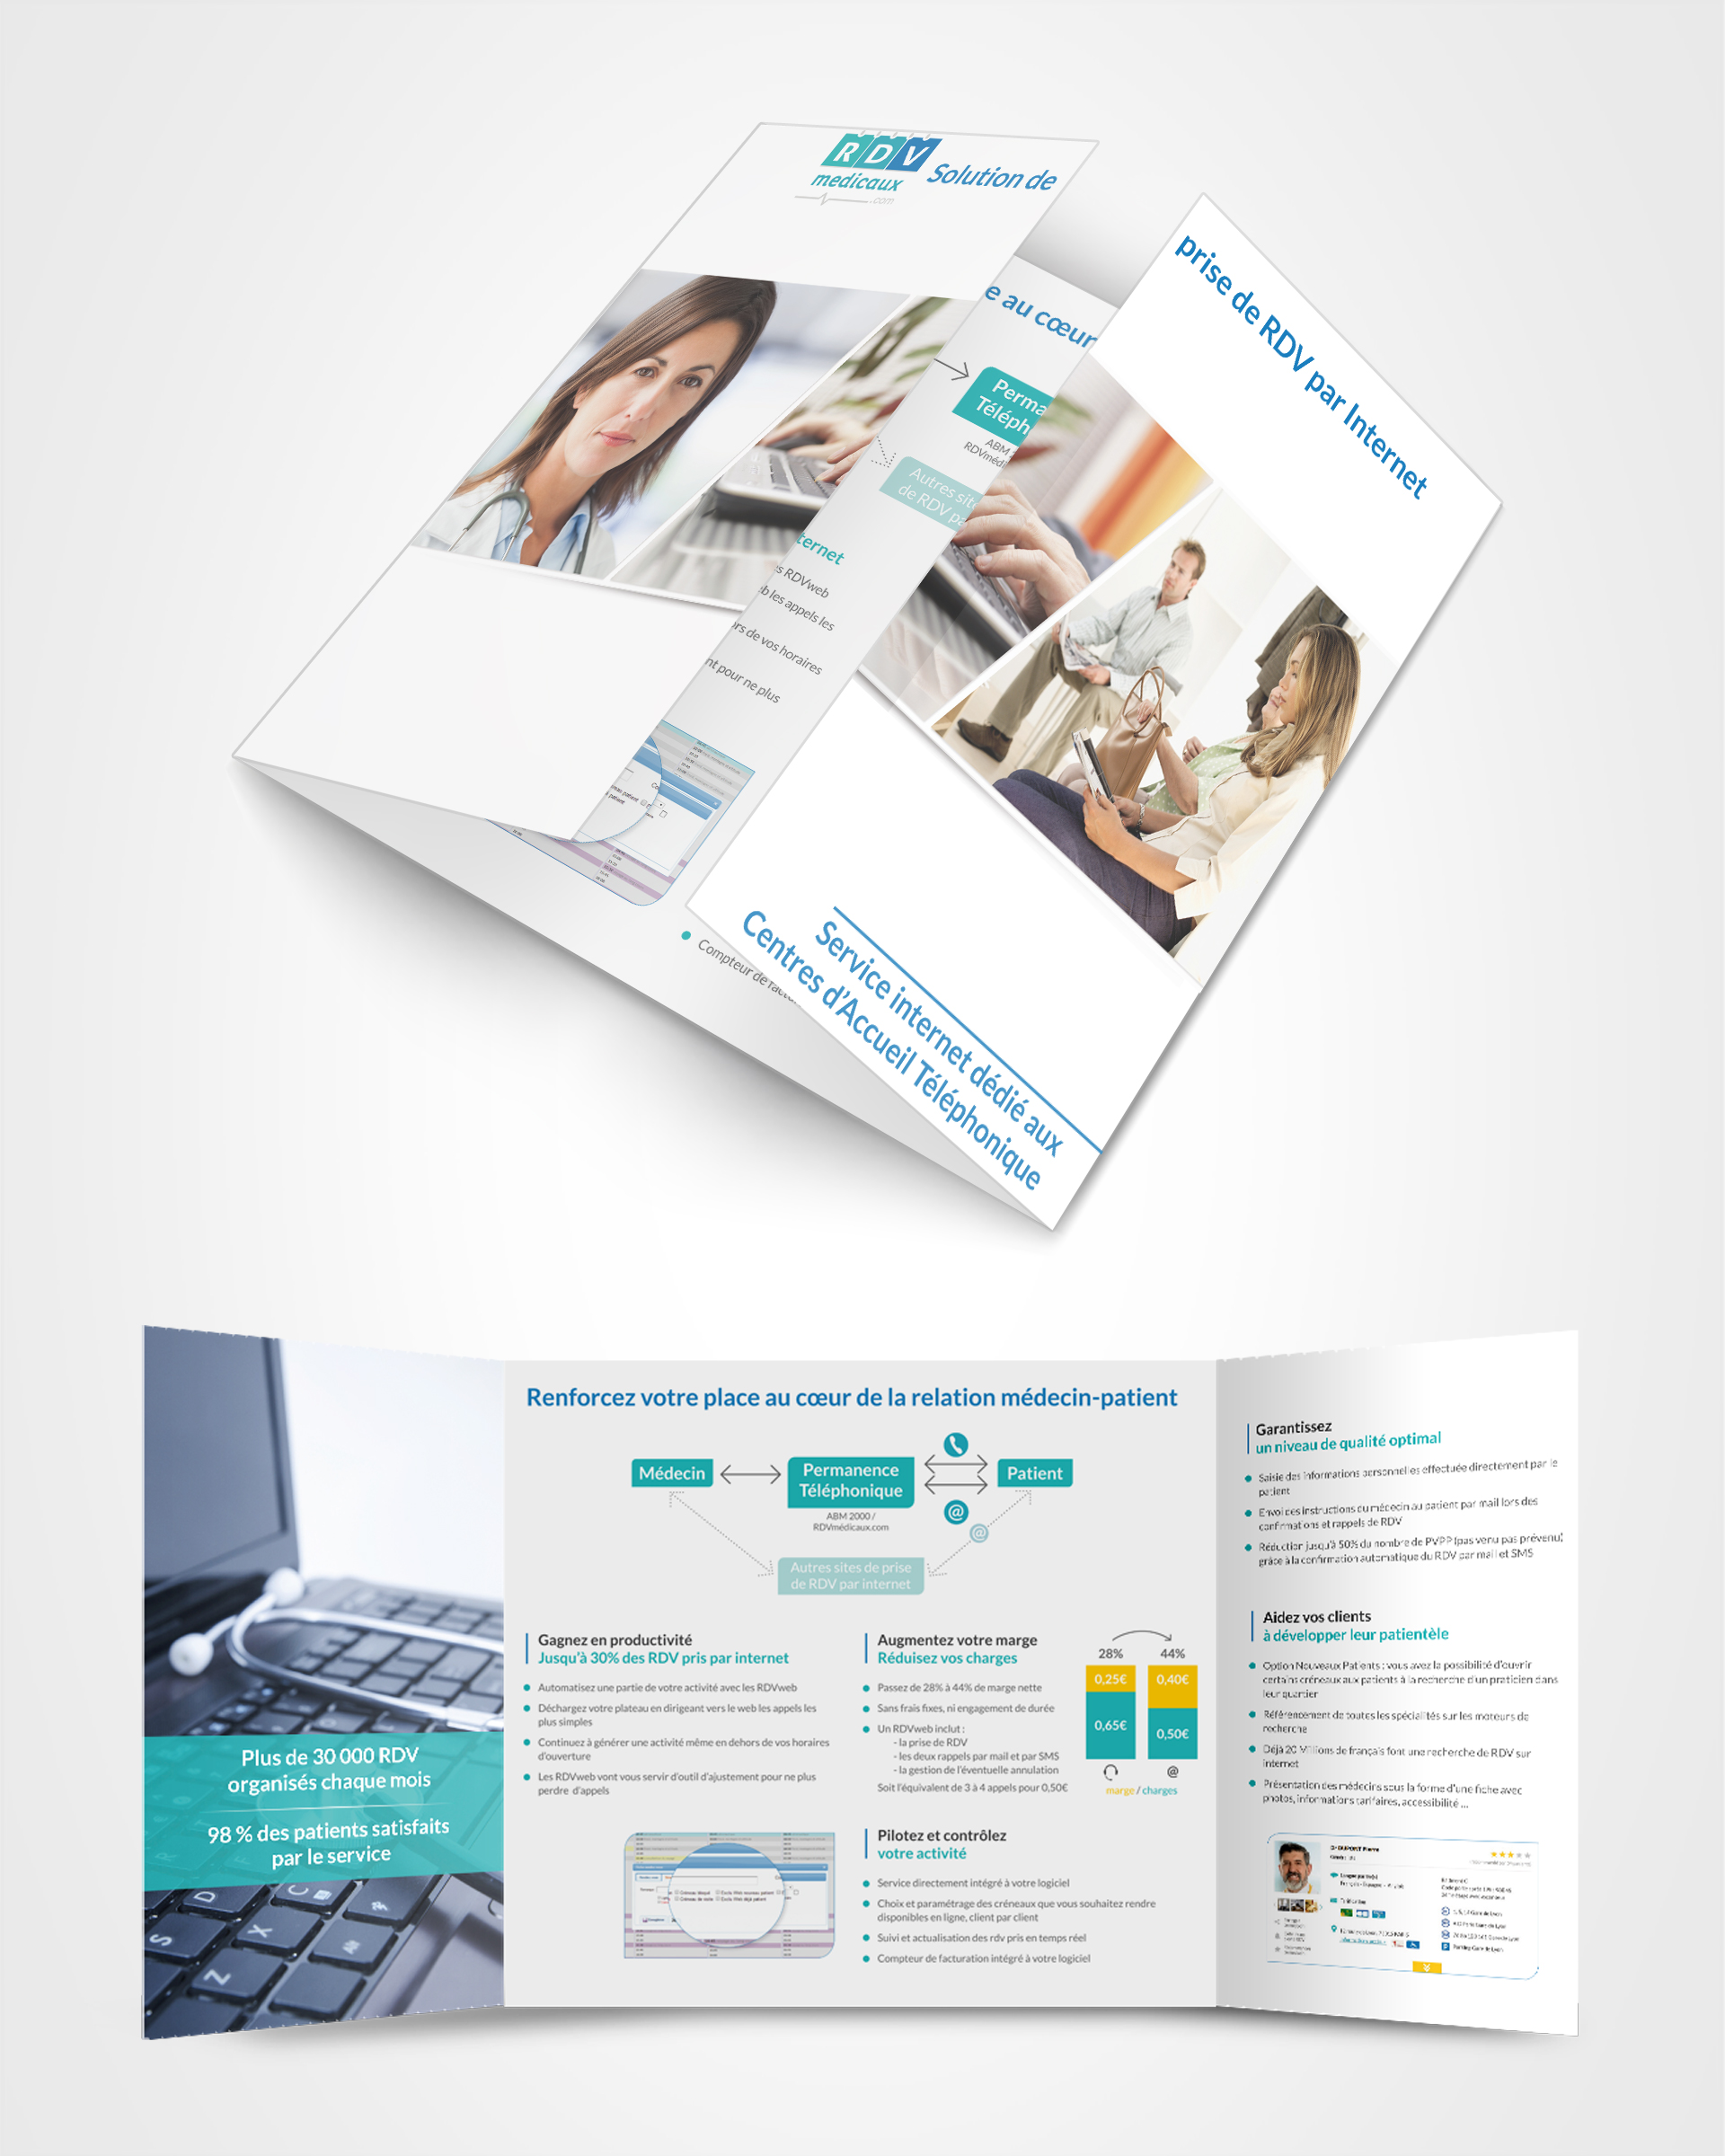 RDV
medicaux
.com
Solution de
prise de RDV par Internet
e au cœur
Perma
Téléph
ABM 2
RDVmédi
Autres site
de RDV pa
ternet
s RDVweb
b les appels les
rs de vos horaires
nt pour ne plus
Compteur de factu
Service internet dédié aux
Centres d'Accueil Téléphonique
Plus de 30 000 RDV
organisés chaque mois
98 % des patients satisfaits
par le service
Renforcez votre place au cœur de la relation médecin-patient
Médecin
Permanence
Téléphonique
Patient
ABM 2000 /
RDVmédicaux.com
@
@
Autres sites de prise
de RDV par internet
Gagnez en productivité
Jusqu'à 30% des RDV pris par internet
Automatisez une partie de votre activité avec les RDVweb
Déchargez votre plateau en dirigeant vers le web les appels les
plus simples
Continuez à générer une activité même en dehors de vos horaires
d'ouverture
Les RDVweb vont vous servir d'outil d'ajustement pour ne plus
perdre d'appels
Augmentez votre marge
Réduisez vos charges
Passez de 28% à 44% de marge nette
Sans frais fixes, ni engagement de durée
Un RDVweb inclut :
- la prise de RDV
- les deux rappels par mail et par SMS
- la gestion de l'éventuelle annulation
Soit l'équivalent de 3 à 4 appels pour 0,50€
28% 44%
0,25€ 0,40€
0,65€ 0,50€
@
marge / charges
Pilotez et contrôlez
votre activité
Service directement intégré à votre logiciel
Choix et paramétrage des créneaux que vous souhaitez rendre
disponibles en ligne, client par client
Suivi et actualisation des rdv pris en temps réel
Compteur de facturation intégré à votre logiciel
Garantissez
un niveau de qualité optimal
Saisie des informations personnelles effectuée directement par le
patient
Envoi des instructions du médecin au patient par mail lors des
confirmations et rappels de RDV
Réduction jusqu'à 50% du nombre de PVPP (pas venu pas prévenu)
grâce à la confirmation automatique du RDV par mail et SMS
Aidez vos clients
à développer leur patientèle
Option Nouveaux Patients : vous avez la possibilité d'ouvrir
certains créneaux aux patients à la recherche d'un praticien dans
leur quartier
Référencement de toutes les spécialités sur les moteurs de
recherche
Déjà 20 Millions de français font une recherche de RDV sur
internet
Présentation des médecins sous la forme d'une fiche avec
photos, informations tarifaires, accessibilité ...
Dr DUPONT Pierre